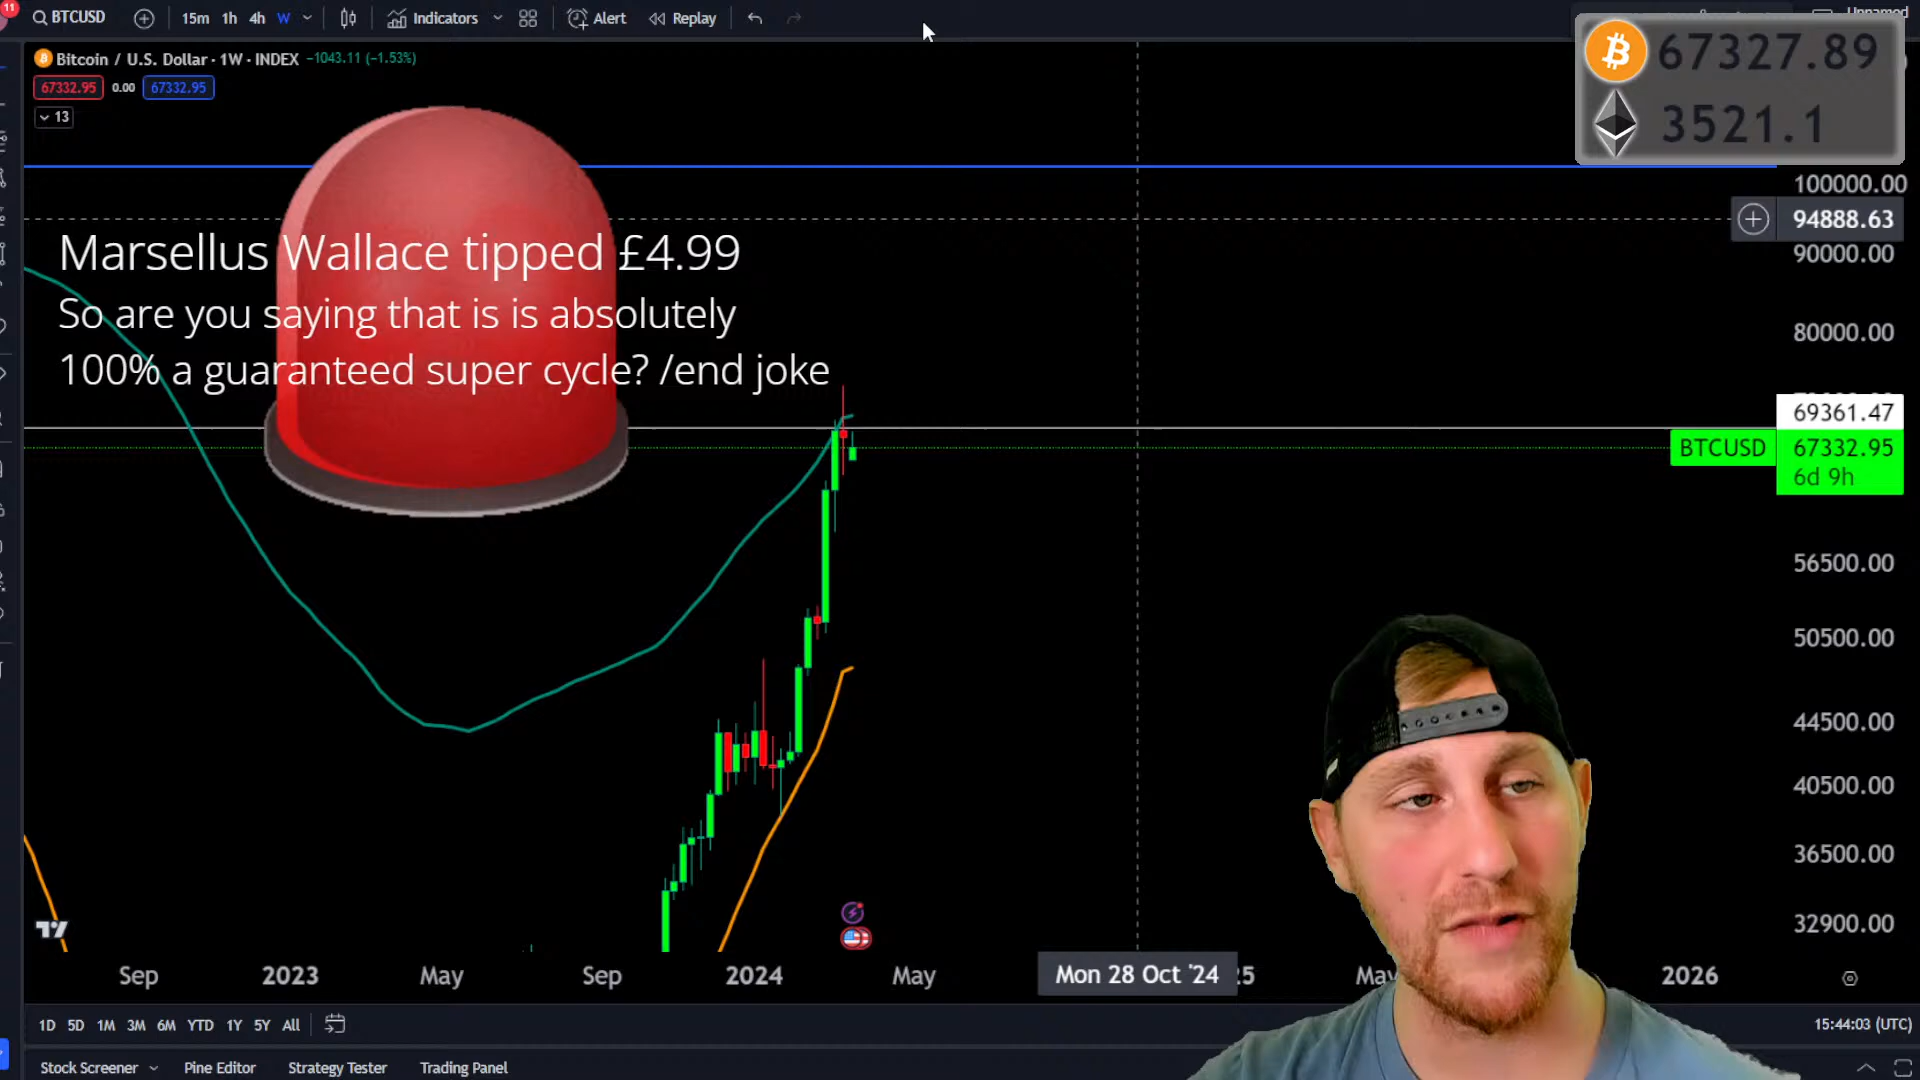 11
BTCUSD
15m 1h 4h W
Indicators
Alert
Replay
Unnamed
Bitcoin / U.S. Dollar · 1W · INDEX −1043.11 (−1.53%)
67332.95 0.00 67332.95
13
67327.89
3521.1
Marsellus Wallace tipped £4.99
So are you saying that is is absolutely
100% a guaranteed super cycle? /end joke
100000.00
94888.63
90000.00
80000.00
69361.47
BTCUSD 67332.95
6d 9h
56500.00
50500.00
44500.00
40500.00
36500.00
32900.00
Sep 2023 May Sep 2024 May Mon 28 Oct '24 2026
1D 5D 1M 3M 6M YTD 1Y 5Y All
15:44:03 (UTC)
Stock Screener Pine Editor Strategy Tester Trading Panel